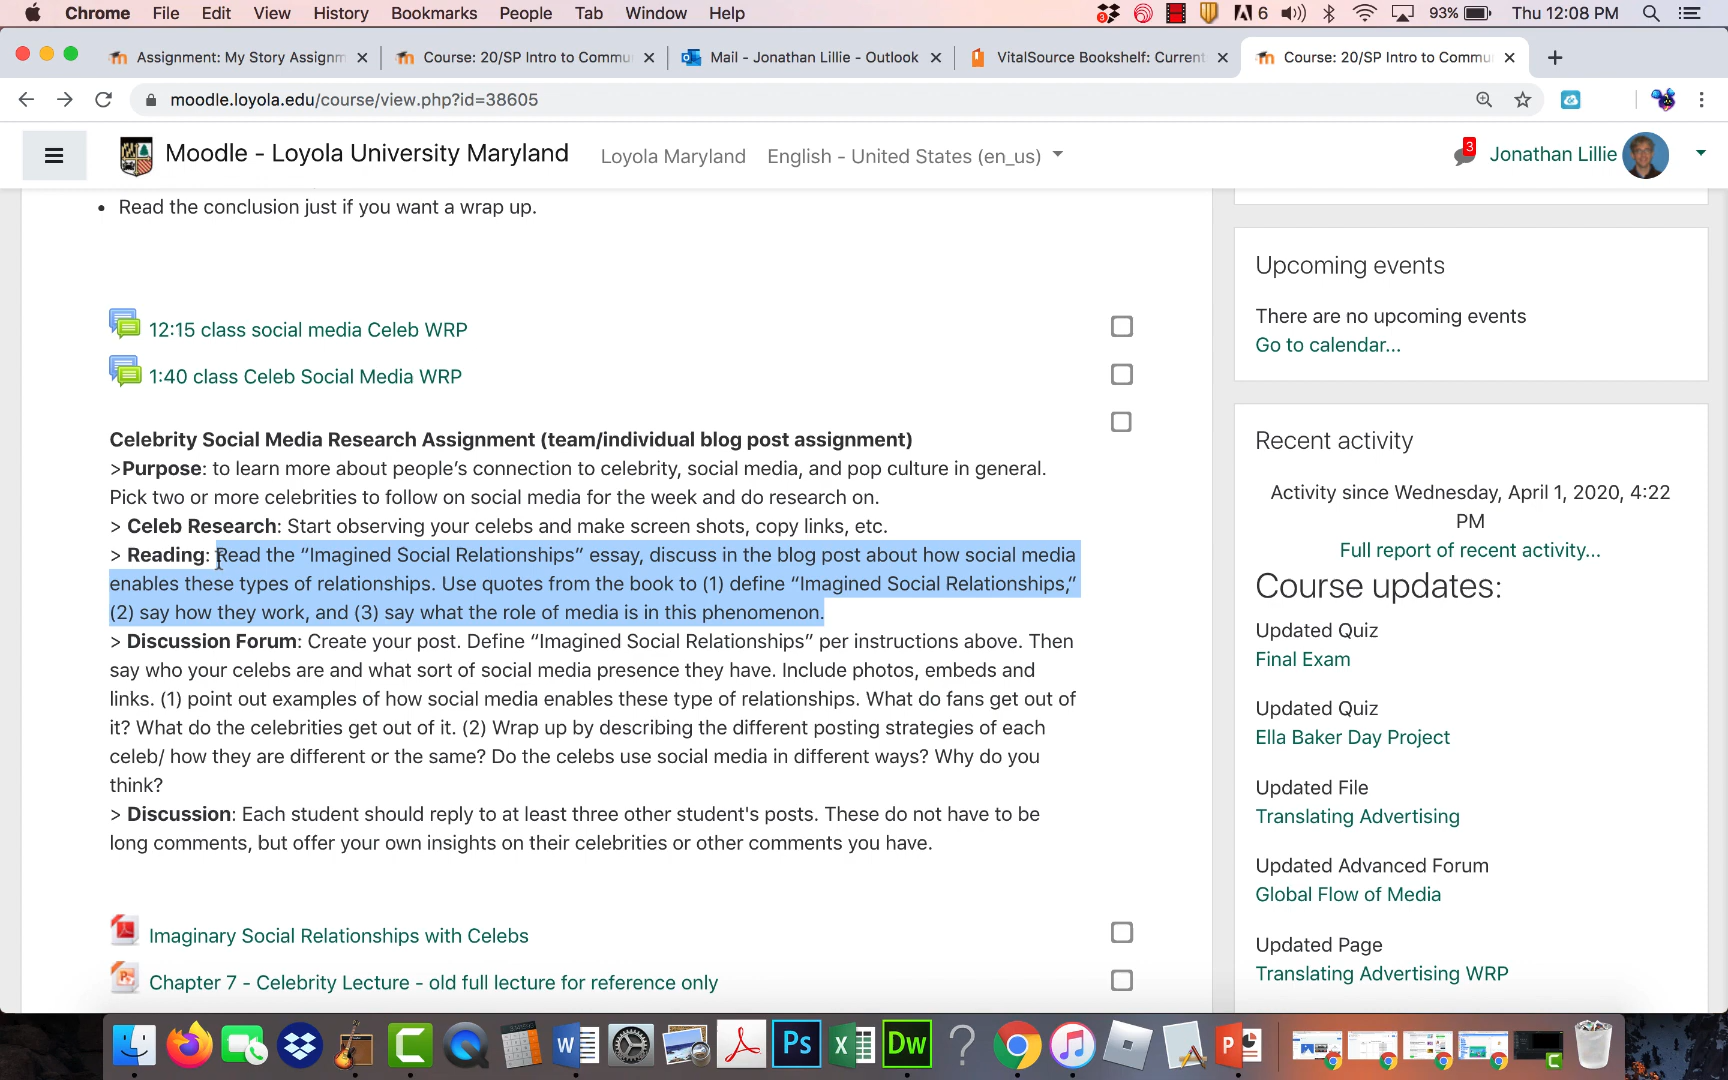 Chrome File Edit View History Bookmarks People Tab Window Help 3 6 93% Thu 12:08 PM
Assignment: My Story Assignm Course: 20/SP Intro to Commu Mail - Jonathan Lillie - Outlook VitalSource Bookshelf: Current Course: 20/SP Intro to Commu
moodle.loyola.edu/course/view.php?id=38605
Moodle - Loyola University Maryland Loyola Maryland English - United States (en_us) 3 Jonathan Lillie
• Read the conclusion just if you want a wrap up.
12:15 class social media Celeb WRP
1:40 class Celeb Social Media WRP
Celebrity Social Media Research Assignment (team/individual blog post assignment)
>Purpose: to learn more about people’s connection to celebrity, social media, and pop culture in general.
Pick two or more celebrities to follow on social media for the week and do research on.
> Celeb Research: Start observing your celebs and make screen shots, copy links, etc.
> Reading: Read the “Imagined Social Relationships” essay, discuss in the blog post about how social media
enables these types of relationships. Use quotes from the book to (1) define “Imagined Social Relationships,”
(2) say how they work, and (3) say what the role of media is in this phenomenon.
> Discussion Forum: Create your post. Define “Imagined Social Relationships” per instructions above. Then
say who your celebs are and what sort of social media presence they have. Include photos, embeds and
links. (1) point out examples of how social media enables these type of relationships. What do fans get out of
it? What do the celebrities get out of it. (2) Wrap up by describing the different posting strategies of each
celeb/ how they are different or the same? Do the celebs use social media in different ways? Why do you
think?
> Discussion: Each student should reply to at least three other student's posts. These do not have to be
long comments, but offer your own insights on their celebrities or other comments you have.
Imaginary Social Relationships with Celebs
Chapter 7 - Celebrity Lecture - old full lecture for reference only
Upcoming events
There are no upcoming events
Go to calendar...
Recent activity
Activity since Wednesday, April 1, 2020, 4:22
PM
Full report of recent activity...
Course updates:
Updated Quiz
Final Exam
Updated Quiz
Ella Baker Day Project
Updated File
Translating Advertising
Updated Advanced Forum
Global Flow of Media
Updated Page
Translating Advertising WRP
W Ps X Dw ? P